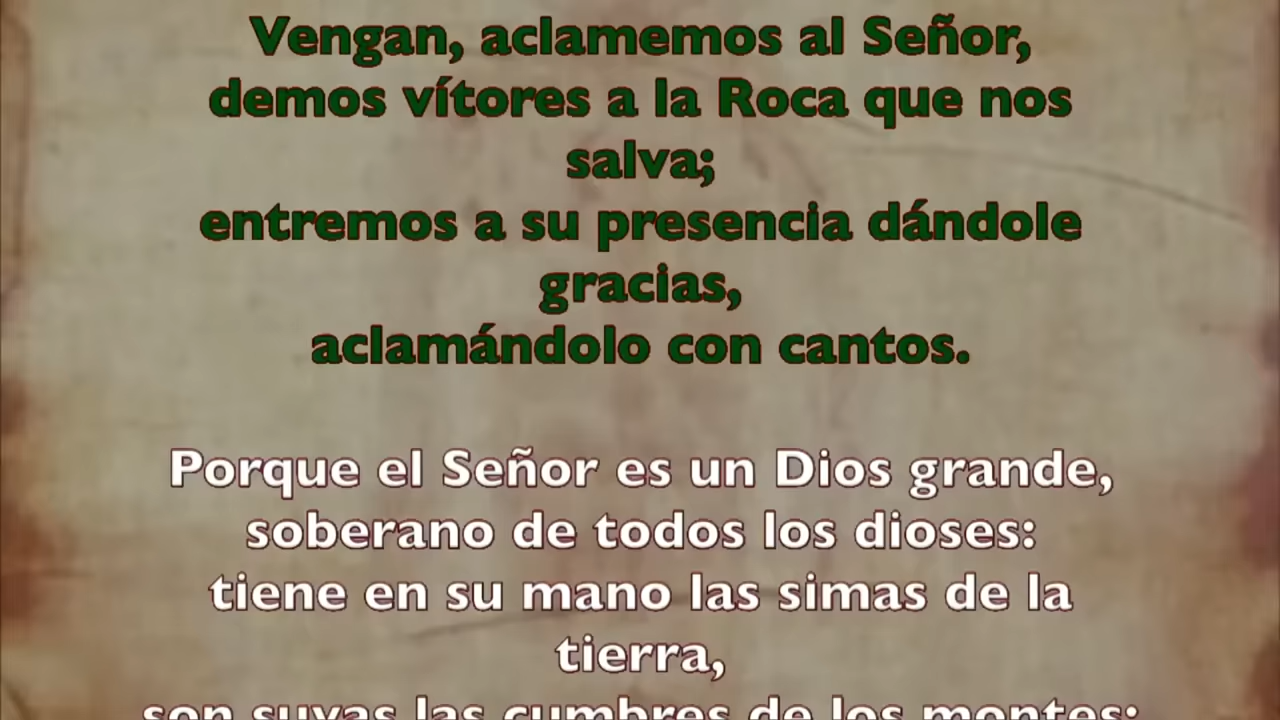 Vengan, aclamemos al Señor,
demos vítores a la Roca que nos
salva;
entremos a su presencia dándole
gracias,
aclamándolo con cantos.
Porque el Señor es un Dios grande,
soberano de todos los dioses:
tiene en su mano las simas de la
tierra,
son suyas las cumbres de los montes;